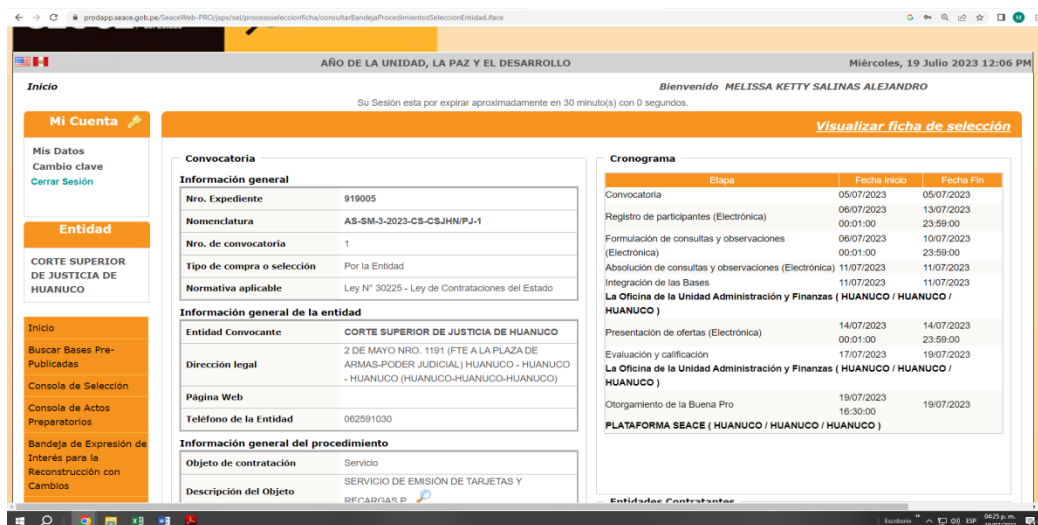 prodapp.seace.gob.pe/SeaceWeb-PRO/jspx/sel/procesoseleccionficha/consultarBandejaProcedimientosSeleccionEntidad.iface
AÑO DE LA UNIDAD, LA PAZ Y EL DESARROLLO
Miércoles, 19 Julio 2023 12:06 PM
Inicio
Bienvenido MELISSA KETTY SALINAS ALEJANDRO
Su Sesión esta por expirar aproximadamente en 30 minuto(s) con 0 segundos.
Mi Cuenta
Mis Datos
Cambio clave
Cerrar Sesión
Entidad
CORTE SUPERIOR
DE JUSTICIA DE
HUANUCO
Inicio
Buscar Bases Pre-
Publicadas
Consola de Selección
Consola de Actos
Preparatorios
Bandeja de Expresión de
Interés para la
Reconstrucción con
Cambios
Visualizar ficha de selección
Convocatoria
Información general
Nro. Expediente 919005
Nomenclatura AS-SM-3-2023-CS-CSJHN/PJ-1
Nro. de convocatoria 1
Tipo de compra o selección Por la Entidad
Normativa aplicable Ley N° 30225 - Ley de Contrataciones del Estado
Información general de la entidad
Entidad Convocante CORTE SUPERIOR DE JUSTICIA DE HUANUCO
Dirección legal 2 DE MAYO NRO. 1191 (FTE A LA PLAZA DE
ARMAS-PODER JUDICIAL) HUANUCO - HUANUCO
- HUANUCO (HUANUCO-HUANUCO-HUANUCO)
Página Web
Teléfono de la Entidad 062591030
Información general del procedimiento
Objeto de contratación Servicio
Descripción del Objeto SERVICIO DE EMISIÓN DE TARJETAS Y
RECARGAS P
Cronograma
Etapa Fecha Inicio Fecha Fin
Convocatoria 05/07/2023 05/07/2023
Registro de participantes (Electrónica) 06/07/2023 13/07/2023
00:01:00 23:59:00
Formulación de consultas y observaciones 06/07/2023 10/07/2023
(Electrónica) 00:01:00 23:59:00
Absolución de consultas y observaciones (Electrónica) 11/07/2023 11/07/2023
Integración de las Bases 11/07/2023 11/07/2023
La Oficina de la Unidad Administración y Finanzas ( HUANUCO / HUANUCO /
HUANUCO )
Presentación de ofertas (Electrónica) 14/07/2023 14/07/2023
00:01:00 23:59:00
Evaluación y calificación 17/07/2023 19/07/2023
La Oficina de la Unidad Administración y Finanzas ( HUANUCO / HUANUCO /
HUANUCO )
Otorgamiento de la Buena Pro 19/07/2023 19/07/2023
16:30:00
PLATAFORMA SEACE ( HUANUCO / HUANUCO / HUANUCO )
Entidades Contratantes
Escritorio
ESP
04:25 p. m.
19/07/2023